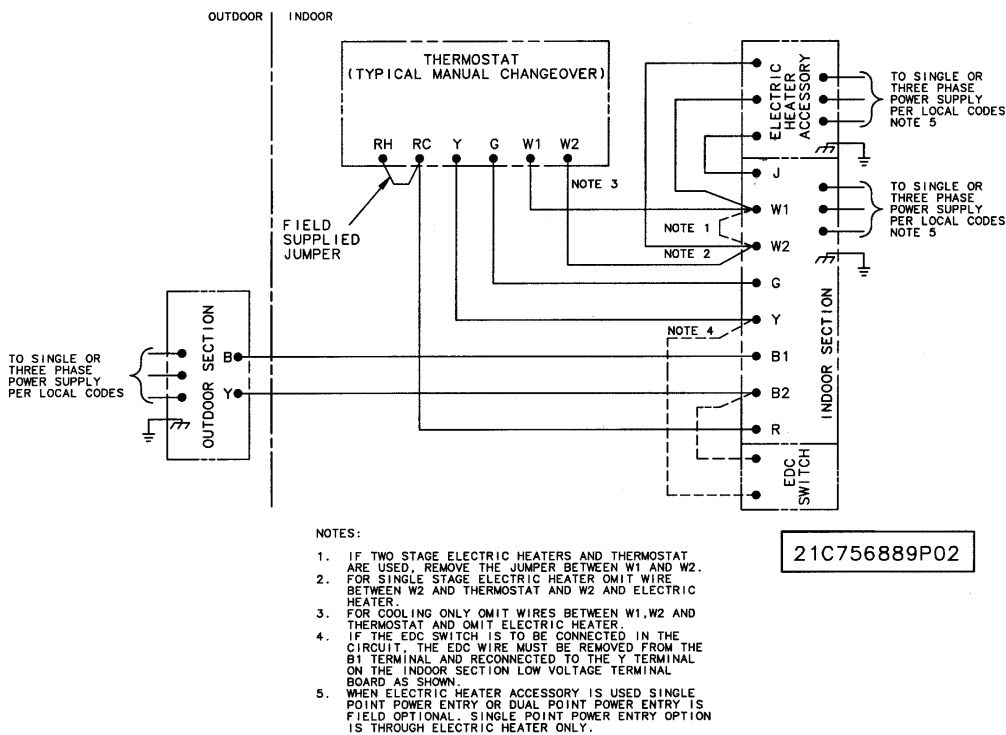 OUTDOOR INDOOR
THERMOSTAT
(TYPICAL MANUAL CHANGEOVER)
RH RC Y G W1 W2
NOTE 3
FIELD
SUPPLIED
JUMPER
ELECTRIC
HEATER
ACCESSORY
TO SINGLE OR
THREE PHASE
POWER SUPPLY
PER LOCAL CODES
NOTE 5
J
W1
NOTE 1
W2
NOTE 2
G
Y
NOTE 4
B1
B2
R
INDOOR SECTION
TO SINGLE OR
THREE PHASE
POWER SUPPLY
PER LOCAL CODES
NOTE 5
EDC
SWITCH
TO SINGLE OR
THREE PHASE
POWER SUPPLY
PER LOCAL CODES
OUTDOOR SECTION
B
Y
NOTES:
1. IF TWO STAGE ELECTRIC HEATERS AND THERMOSTAT
ARE USED, REMOVE THE JUMPER BETWEEN W1 AND W2.
2. FOR SINGLE STAGE ELECTRIC HEATER OMIT WIRE
BETWEEN W2 AND THERMOSTAT AND W2 AND ELECTRIC
HEATER.
3. FOR COOLING ONLY OMIT WIRES BETWEEN W1,W2 AND
THERMOSTAT AND OMIT ELECTRIC HEATER.
4. IF THE EDC SWITCH IS TO BE CONNECTED IN THE
CIRCUIT, THE EDC WIRE MUST BE REMOVED FROM THE
B1 TERMINAL AND RECONNECTED TO THE Y TERMINAL
ON THE INDOOR SECTION LOW VOLTAGE TERMINAL
BOARD AS SHOWN.
5. WHEN ELECTRIC HEATER ACCESSORY IS USED SINGLE
POINT POWER ENTRY OR DUAL POINT POWER ENTRY IS
FIELD OPTIONAL. SINGLE POINT POWER ENTRY OPTION
IS THROUGH ELECTRIC HEATER ONLY.
21C756889P02